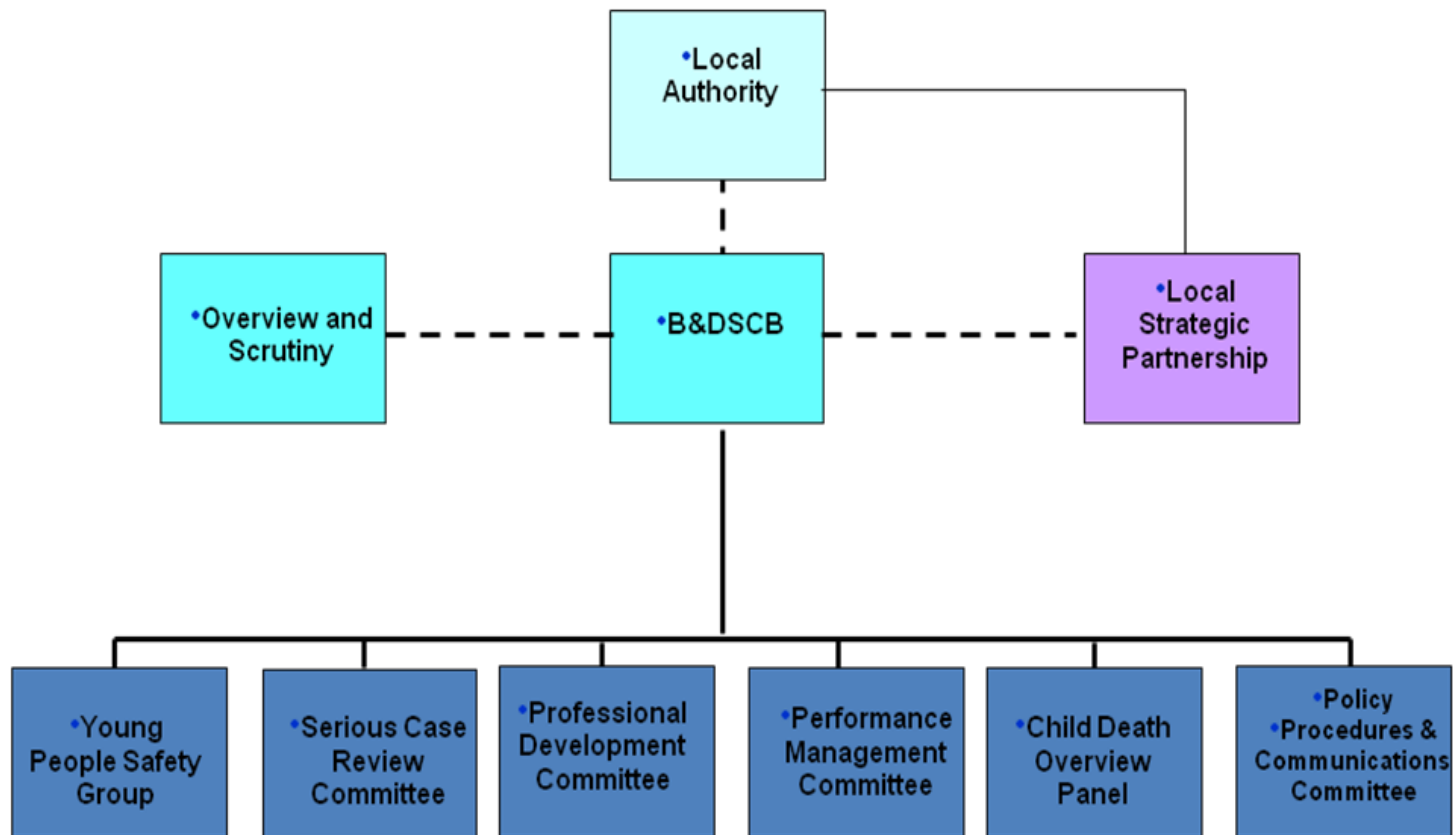 •Local
Authority
•Overview and
Scrutiny
•B&DSCB
•Local
Strategic
Partnership
•Young
People Safety
Group
•Serious Case
Review
Committee
•Professional
Development
Committee
•Performance
Management
Committee
•Child Death
Overview
Panel
•Policy
•Procedures &
Communications
Committee